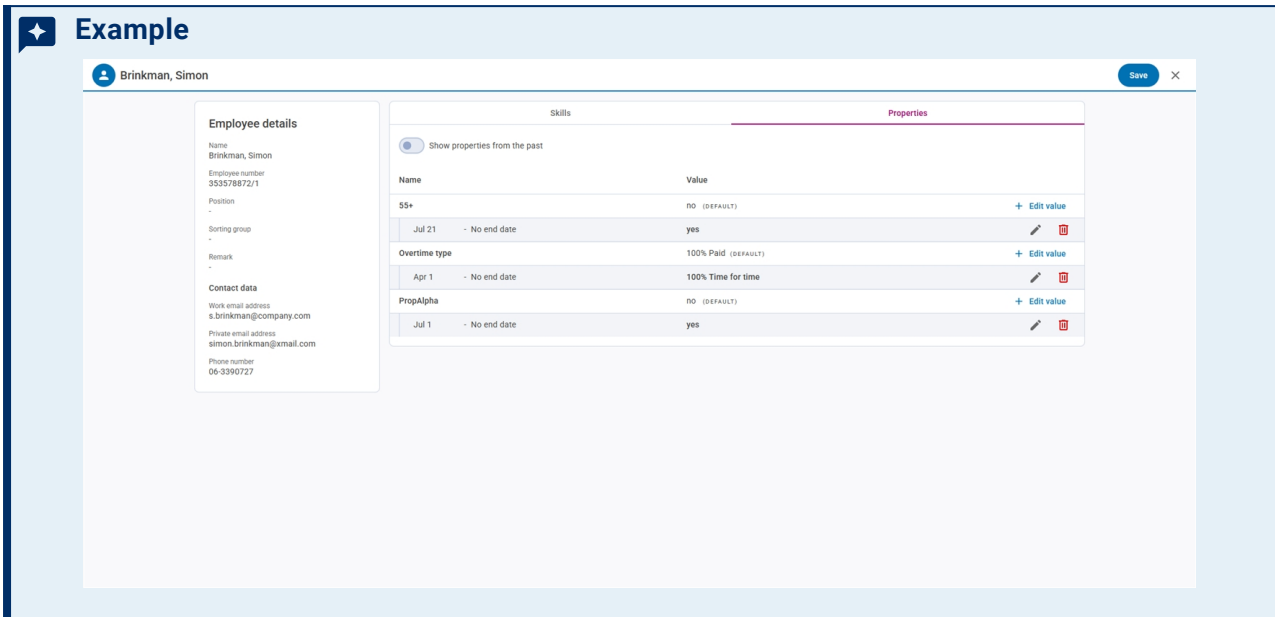 Example
Brinkman, Simon
Save
Employee details
Name
Brinkman, Simon
Employee number
353578872/1
Position
-
Sorting group
-
Remark
-
Contact data
Work email address
s.brinkman@company.com
Private email address
simon.brinkman@xmail.com
Phone number
06-3390727
Skills Properties
Show properties from the past
Name Value
55+ no (DEFAULT) + Edit value
Jul 21 - No end date yes
Overtime type 100% Paid (DEFAULT) + Edit value
Apr 1 - No end date 100% Time for time
PropAlpha no (DEFAULT) + Edit value
Jul 1 - No end date yes